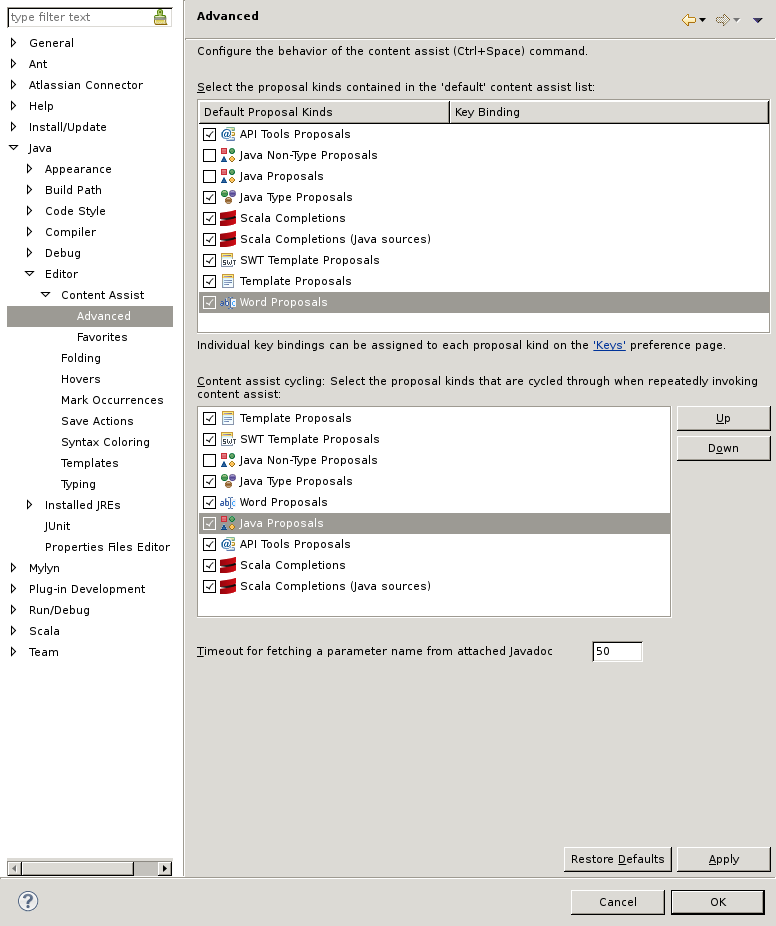 type filter text
General
Ant
Atlassian Connector
Help
Install/Update
Java
Appearance
Build Path
Code Style
Compiler
Debug
Editor
Content Assist
Advanced
Favorites
Folding
Hovers
Mark Occurrences
Save Actions
Syntax Coloring
Templates
Typing
Installed JREs
JUnit
Properties Files Editor
Mylyn
Plug-in Development
Run/Debug
Scala
Team
Advanced
Configure the behavior of the content assist (Ctrl+Space) command.
Select the proposal kinds contained in the 'default' content assist list:
Default Proposal Kinds Key Binding
API Tools Proposals
Java Non-Type Proposals
Java Proposals
Java Type Proposals
Scala Completions
Scala Completions (Java sources)
SWT Template Proposals
Template Proposals
Word Proposals
Individual key bindings can be assigned to each proposal kind on the 'Keys' preference page.
Content assist cycling: Select the proposal kinds that are cycled through when repeatedly invoking
content assist:
Template Proposals
SWT Template Proposals
Java Non-Type Proposals
Java Type Proposals
Word Proposals
Java Proposals
API Tools Proposals
Scala Completions
Scala Completions (Java sources)
Up
Down
Timeout for fetching a parameter name from attached Javadoc 50
Restore Defaults Apply
Cancel OK